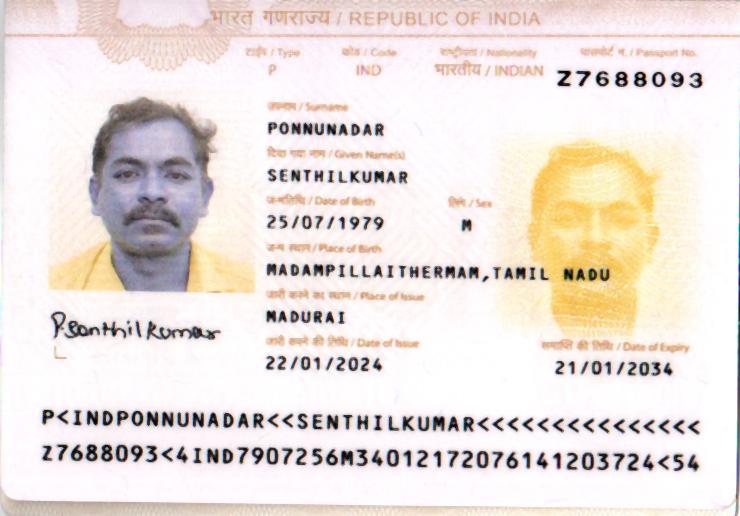 भारत गणराज्य / REPUBLIC OF INDIA
टाईप / Type कोड / Code राष्ट्रीयता / Nationality पासपोर्ट न. / Passport No.
P IND भारतीय / INDIAN Z7688093
उपनाम / Surname
PONNUNADAR
दिया गया नाम / Given Name(s)
SENTHILKUMAR
जन्मतिथि / Date of Birth लिंग / Sex
25/07/1979 M
जन्म स्थान / Place of Birth
MADAMPILLAITHERMAM,TAMIL NADU
जारी करने का स्थान / Place of Issue
MADURAI
P.Senthilkumar
जारी करने की तिथि / Date of Issue समाप्ति की तिथि / Date of Expiry
22/01/2024 21/01/2034
P<INDPONNUNADAR<<SENTHILKUMAR<<<<<<<<<<<<<<<
Z7688093<4IND7907256M34012172076141203724<54